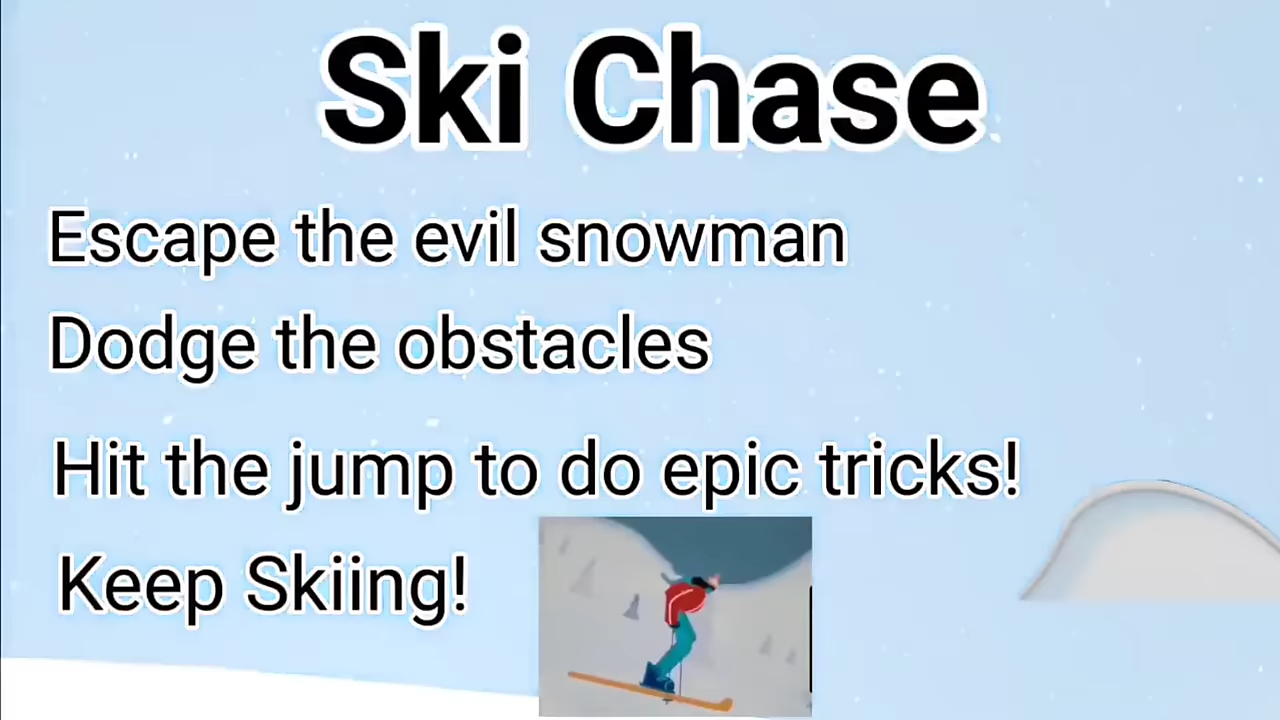 Ski Chase
Escape the evil snowman
Dodge the obstacles
Hit the jump to do epic tricks!
Keep Skiing!